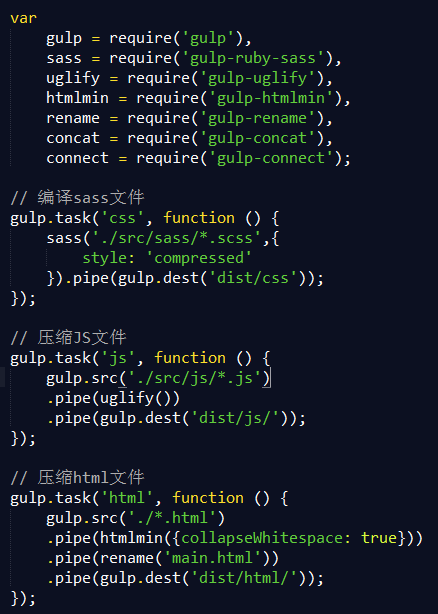 var
    gulp = require('gulp'),
    sass = require('gulp-ruby-sass'),
    uglify = require('gulp-uglify'),
    htmlmin = require('gulp-htmlmin'),
    rename = require('gulp-rename'),
    concat = require('gulp-concat'),
    connect = require('gulp-connect');

// 编译sass文件
gulp.task('css', function () {
    sass('./src/sass/*.scss',{
        style: 'compressed'
    }).pipe(gulp.dest('dist/css'));
});

// 压缩JS文件
gulp.task('js', function () {
    gulp.src('./src/js/*.js')
    .pipe(uglify())
    .pipe(gulp.dest('dist/js/'));
});

// 压缩html文件
gulp.task('html', function () {
    gulp.src('./*.html')
    .pipe(htmlmin({collapseWhitespace: true}))
    .pipe(rename('main.html'))
    .pipe(gulp.dest('dist/html/'));
});